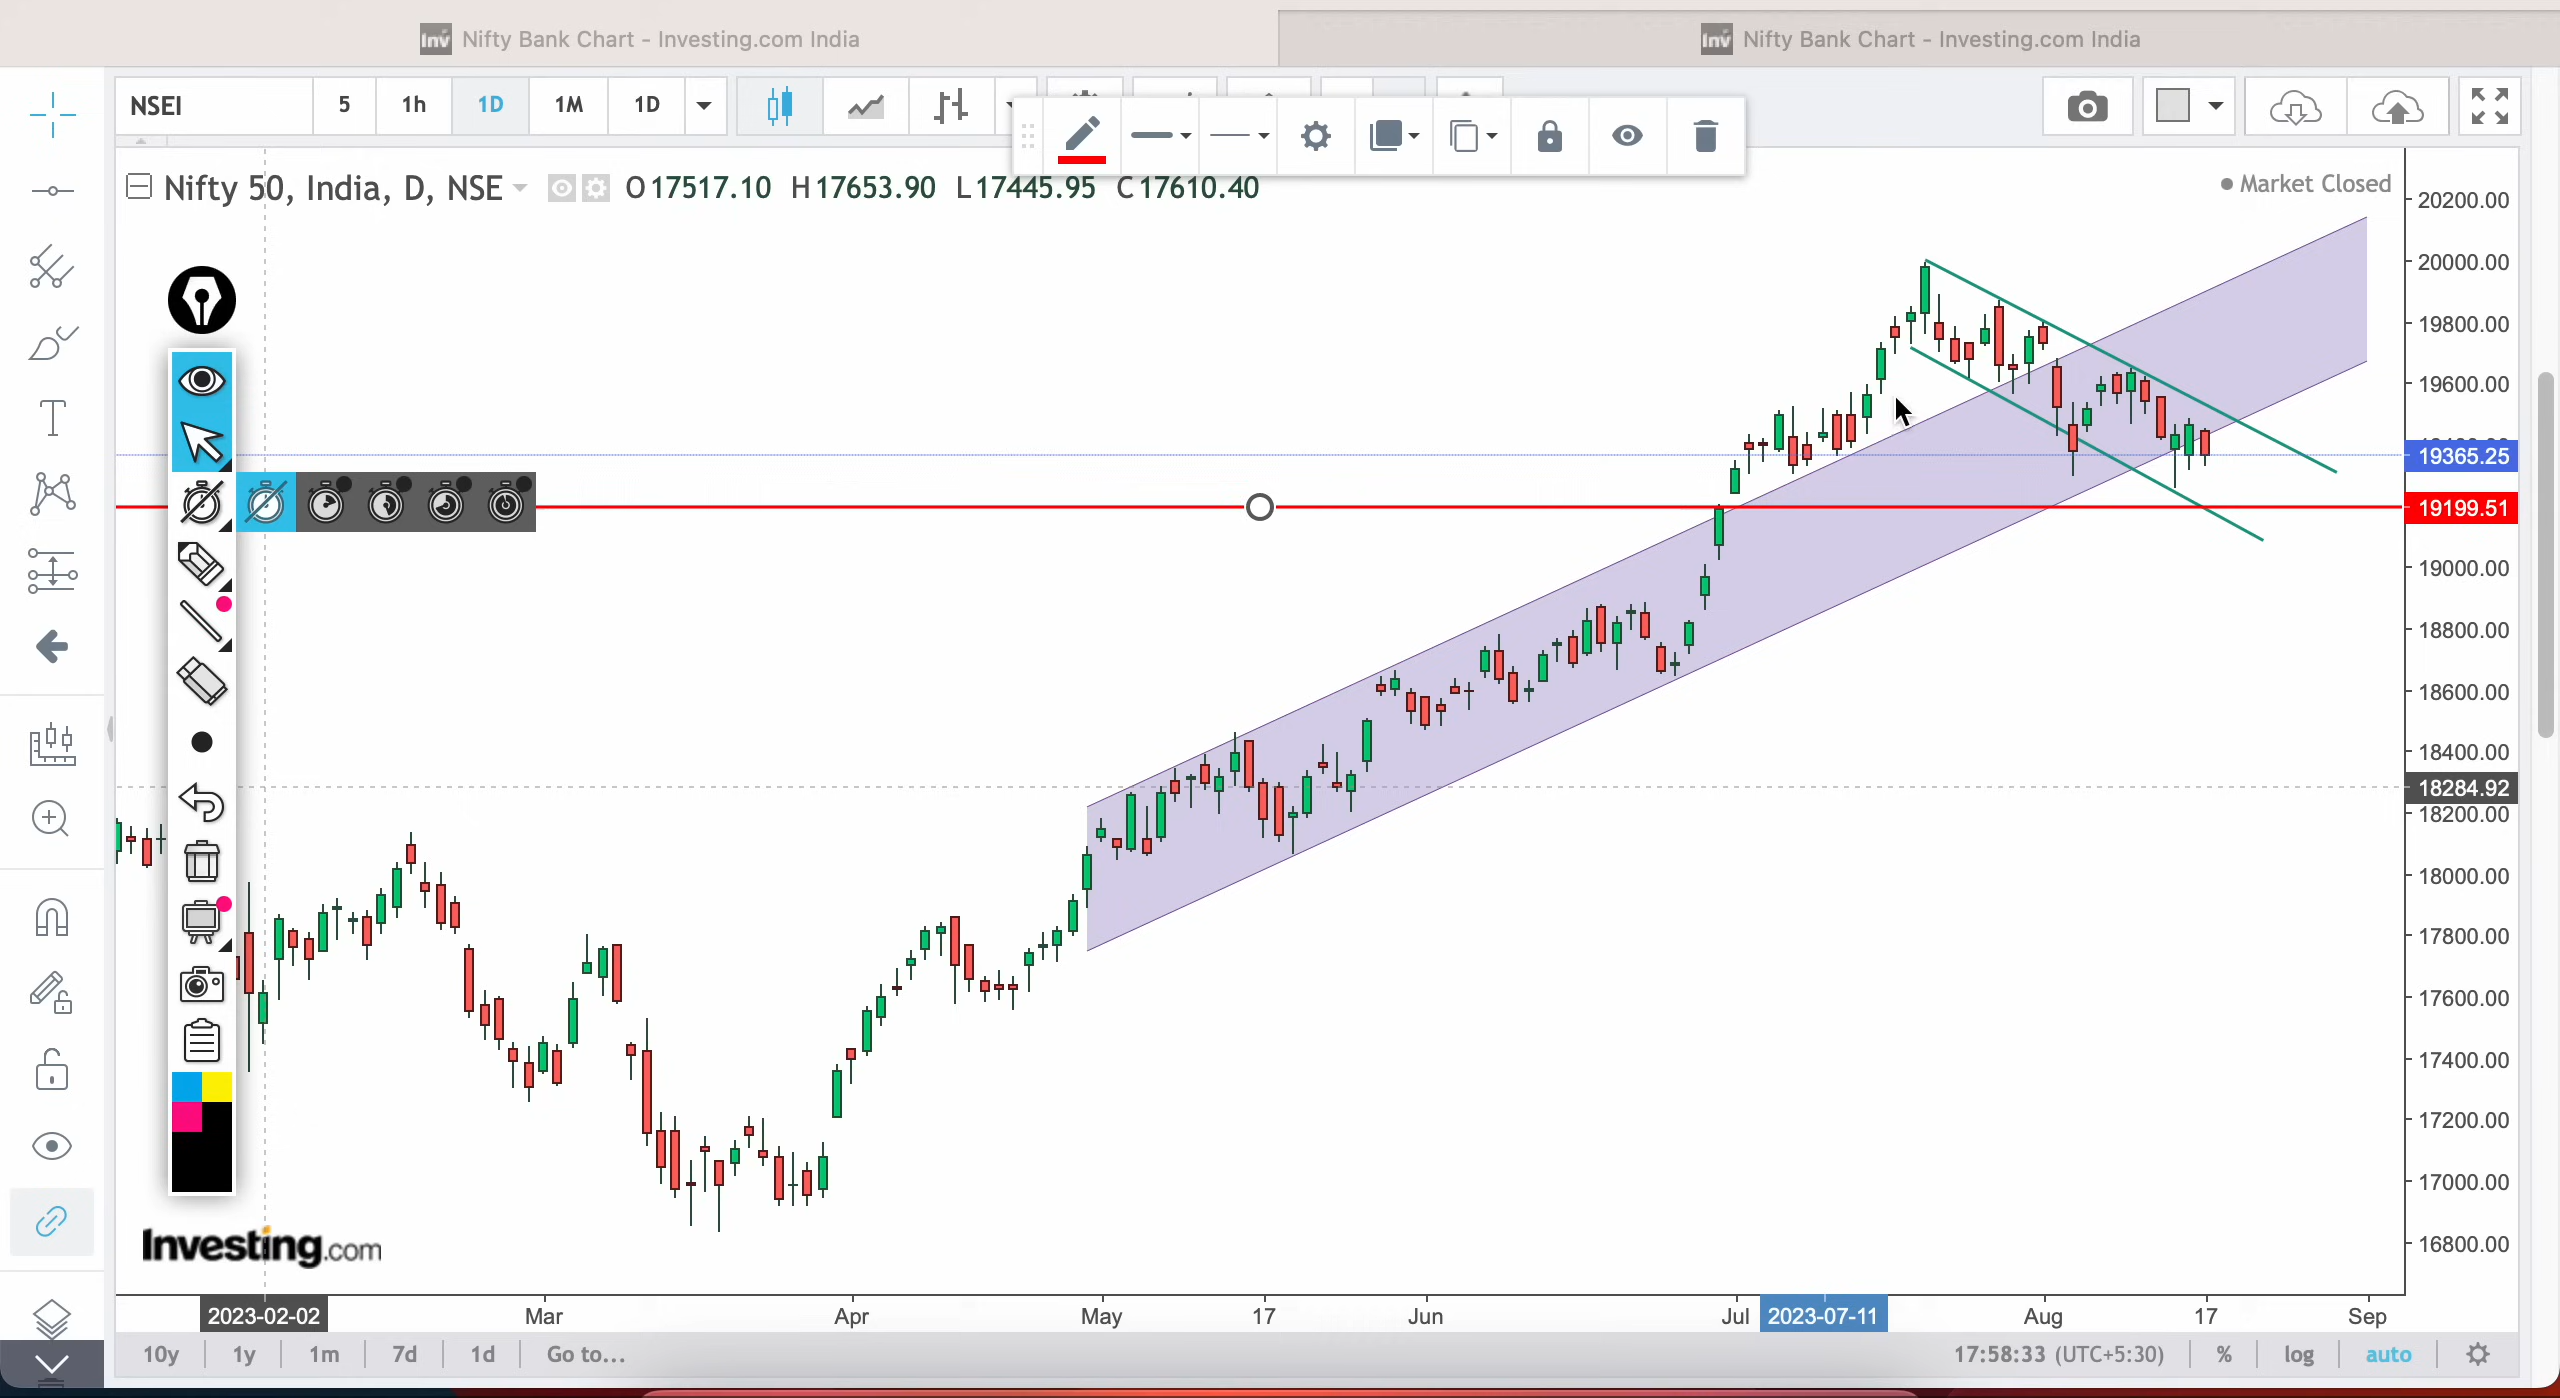 Nifty Bank Chart - Investing.com India
Nifty Bank Chart - Investing.com India
NSEI 5 1h 1D 1M 1D
Nifty 50, India, D, NSE O17517.10 H17653.90 L17445.95 C17610.40
Market Closed
20200.00
20000.00
19800.00
19600.00
19365.25
19199.51
19000.00
18800.00
18600.00
18400.00
18284.92
18200.00
18000.00
17800.00
17600.00
17400.00
17200.00
17000.00
16800.00
Investing.com
2023-02-02 Mar Apr May 17 Jun Jul 2023-07-11 Aug 17 Sep
10y 1y 1m 7d 1d Go to... 17:58:33 (UTC+5:30) % log auto